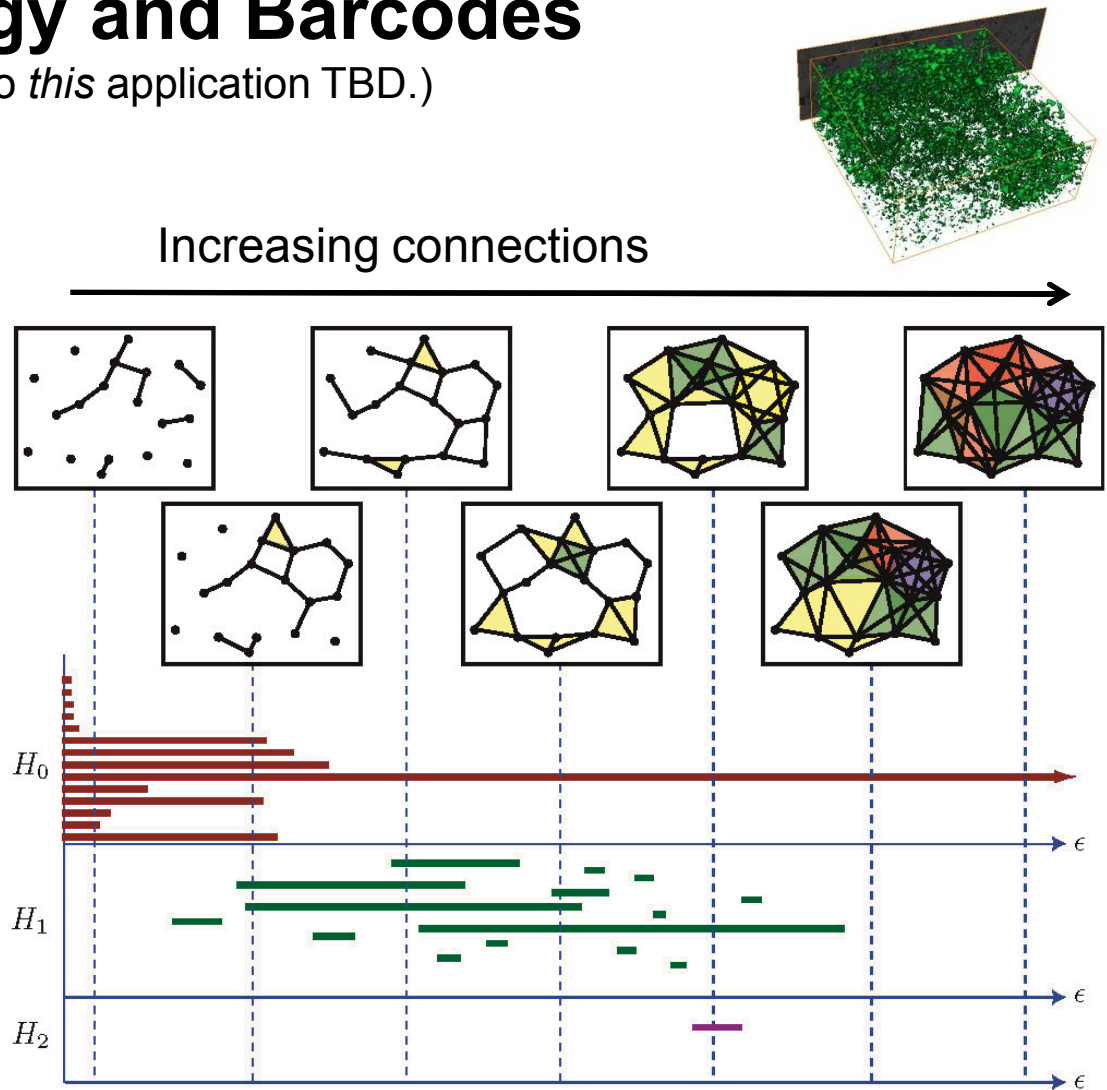 gy and Barcodes
o this application TBD.)
Increasing connections
H₀
ϵ
H₁
ϵ
H₂
ϵ